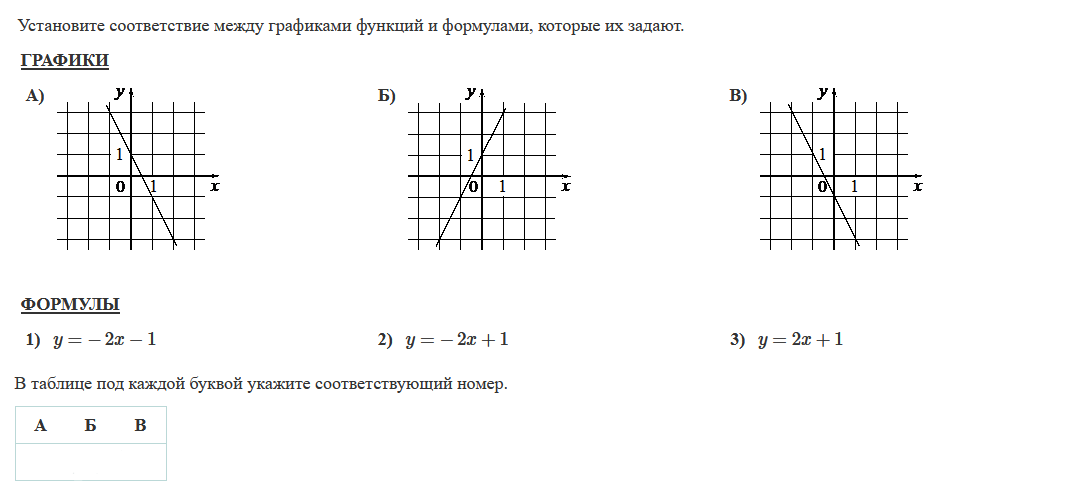 Установите соответствие между графиками функций и формулами, которые их задают.
ГРАФИКИ
А) Б) В)
y y y
1 1 1
0 1 x 0 1 x 0 1 x
ФОРМУЛЫ
1) y = − 2x − 1 2) y = − 2x + 1 3) y = 2x + 1
В таблице под каждой буквой укажите соответствующий номер.
А Б В